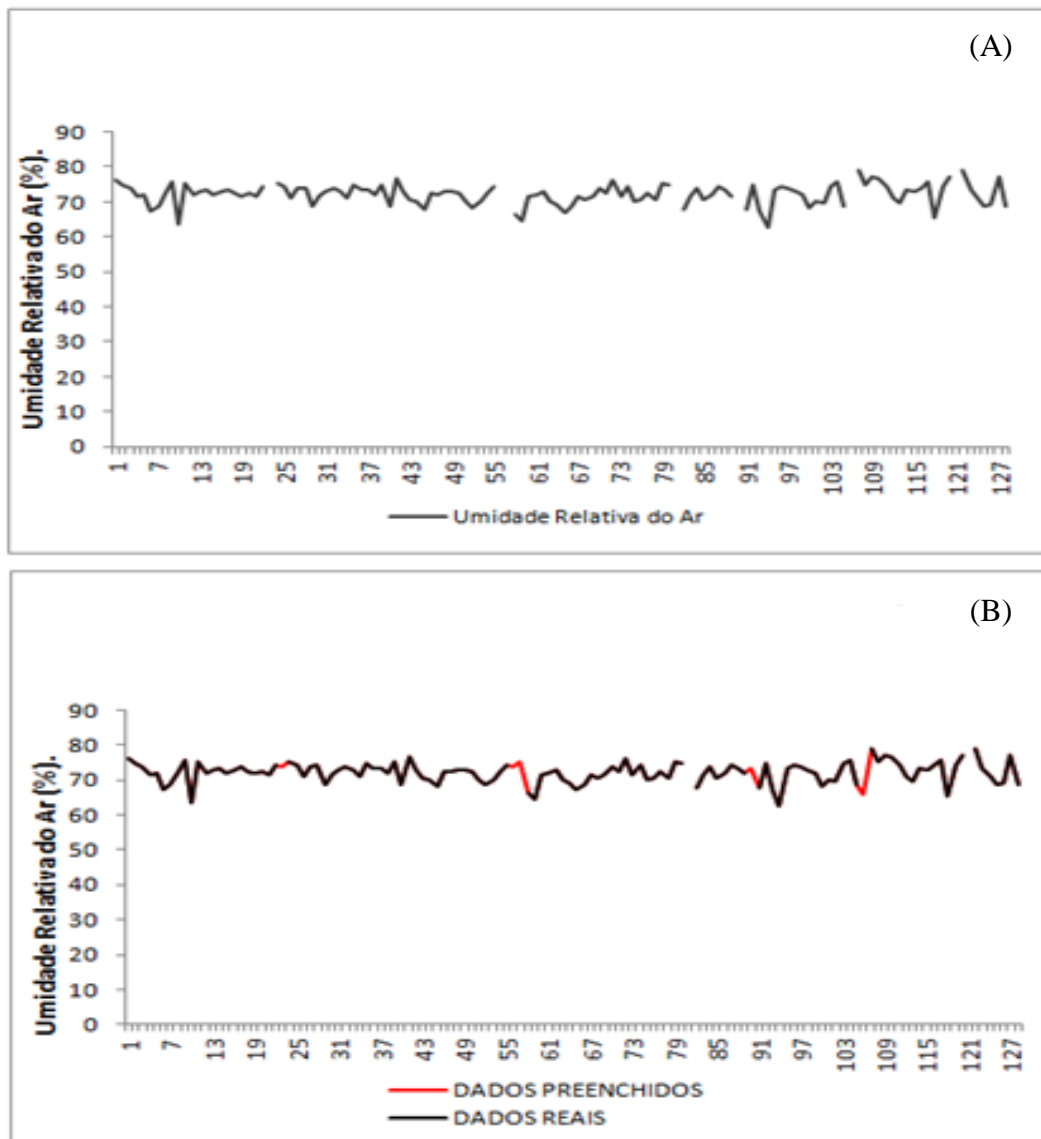 (A)
Umidade Relativa do Ar (%).
90
80
70
60
50
40
30
20
10
0
1 7 13 19 25 31 37 43 49 55 61 67 73 79 85 91 97 103 109 115 121 127
Umidade Relativa do Ar
(B)
Umidade Relativa do Ar (%).
90
80
70
60
50
40
30
20
10
0
1 7 13 19 25 31 37 43 49 55 61 67 73 79 85 91 97 103 109 115 121 127
DADOS PREENCHIDOS
DADOS REAIS